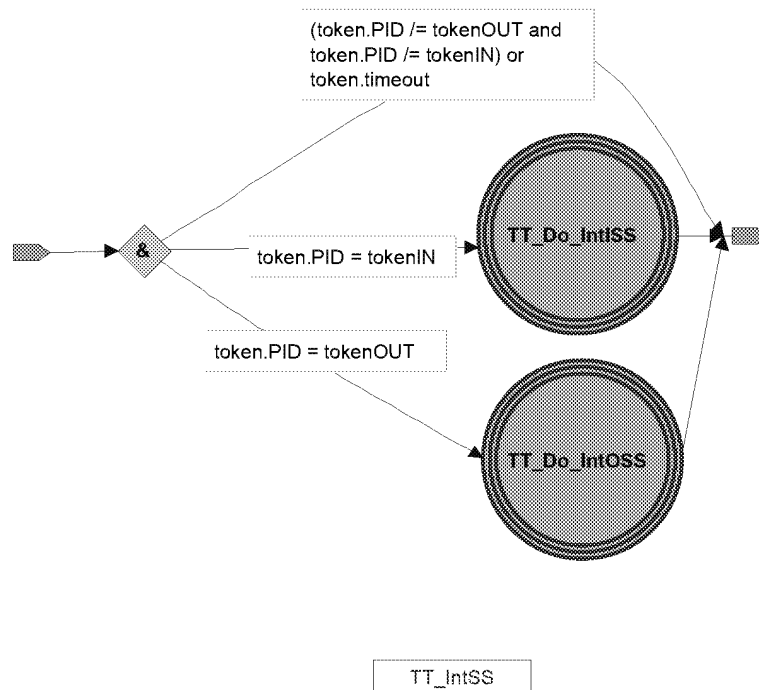 (token.PID /= tokenOUT and
token.PID /= tokenIN) or
token.timeout
TT_Do_IntISS
&
token.PID = tokenIN
token.PID = tokenOUT
TT_Do_IntOSS
TT_IntSS